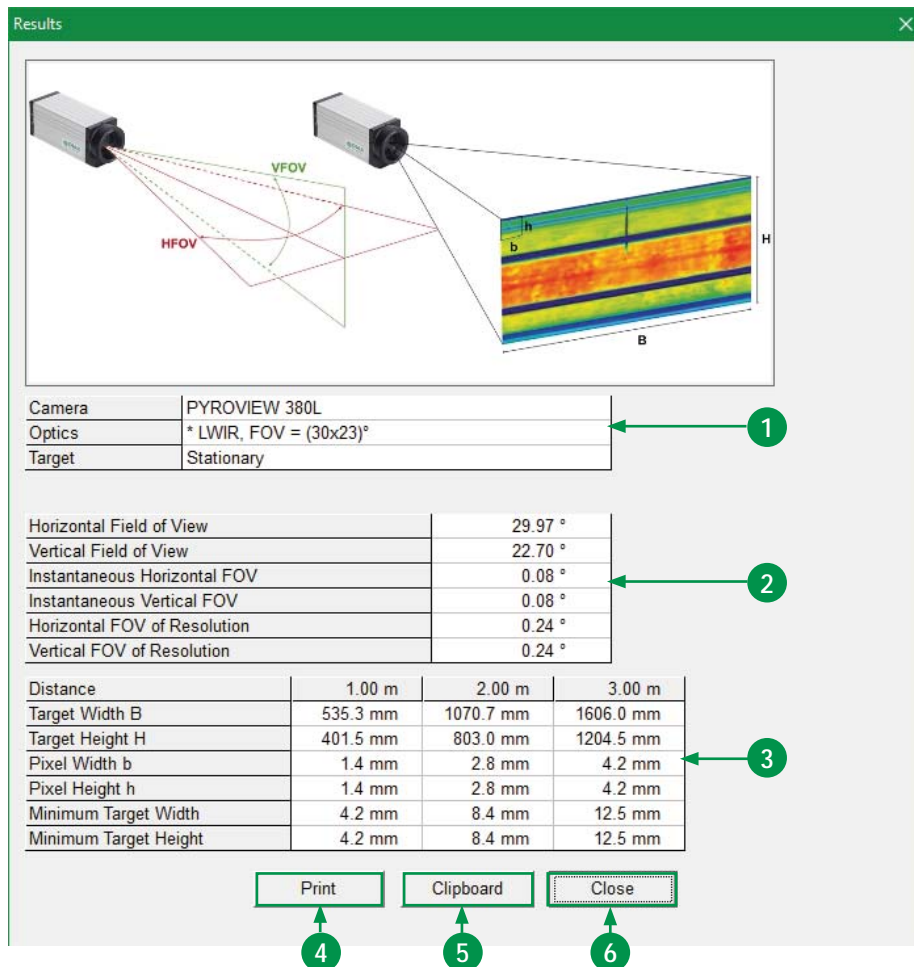 Results
VFOV
HFOV
h
b
H
B
Camera PYROVIEW 380L
Optics * LWIR, FOV = (30x23)°
Target Stationary
1
Horizontal Field of View 29.97 °
Vertical Field of View 22.70 °
Instantaneous Horizontal FOV 0.08 °
Instantaneous Vertical FOV 0.08 °
Horizontal FOV of Resolution 0.24 °
Vertical FOV of Resolution 0.24 °
2
Distance 1.00 m 2.00 m 3.00 m
Target Width B 535.3 mm 1070.7 mm 1606.0 mm
Target Height H 401.5 mm 803.0 mm 1204.5 mm
Pixel Width b 1.4 mm 2.8 mm 4.2 mm
Pixel Height h 1.4 mm 2.8 mm 4.2 mm
Minimum Target Width 4.2 mm 8.4 mm 12.5 mm
Minimum Target Height 4.2 mm 8.4 mm 12.5 mm
3
Print Clipboard Close
4 5 6